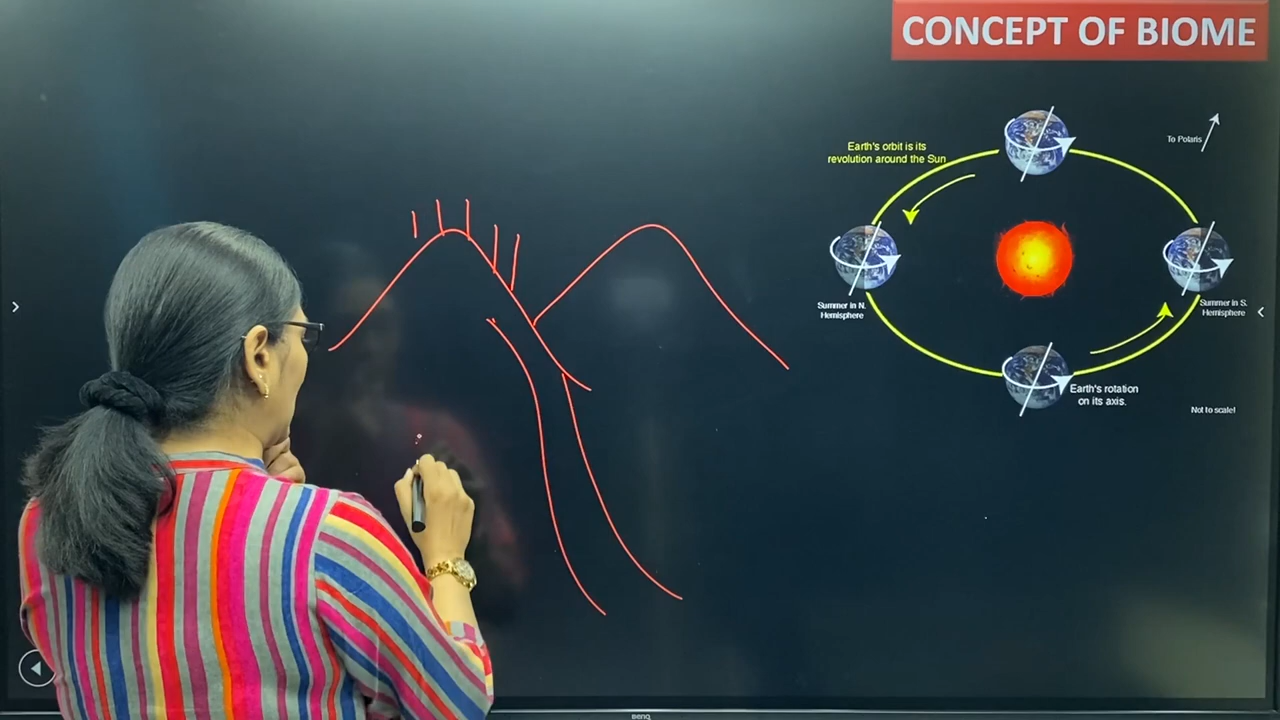 CONCEPT OF BIOME
Earth's orbit is its
revolution around the Sun
To Polaris
Summer in N.
Hemisphere
Summer in S.
Hemisphere
Earth's rotation
on its axis.
Not to scale!
BenQ